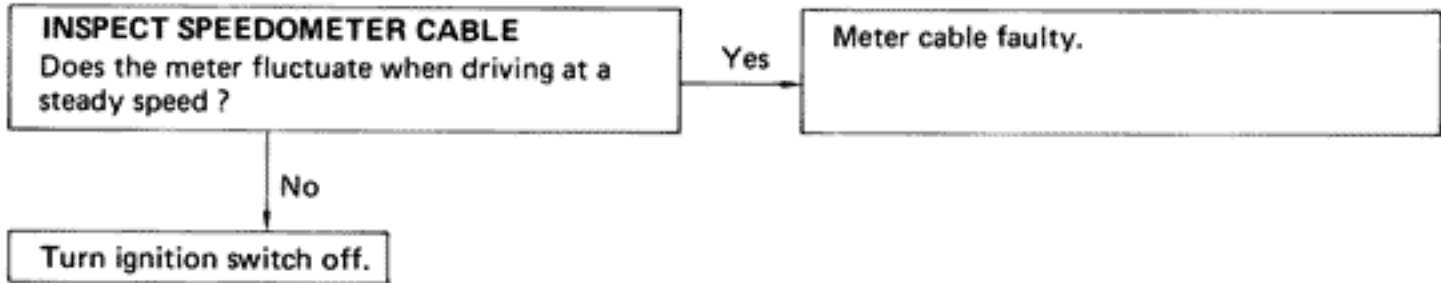 INSPECT SPEEDOMETER CABLE
Does the meter fluctuate when driving at a
steady speed ?
Yes
Meter cable faulty.
No
Turn ignition switch off.